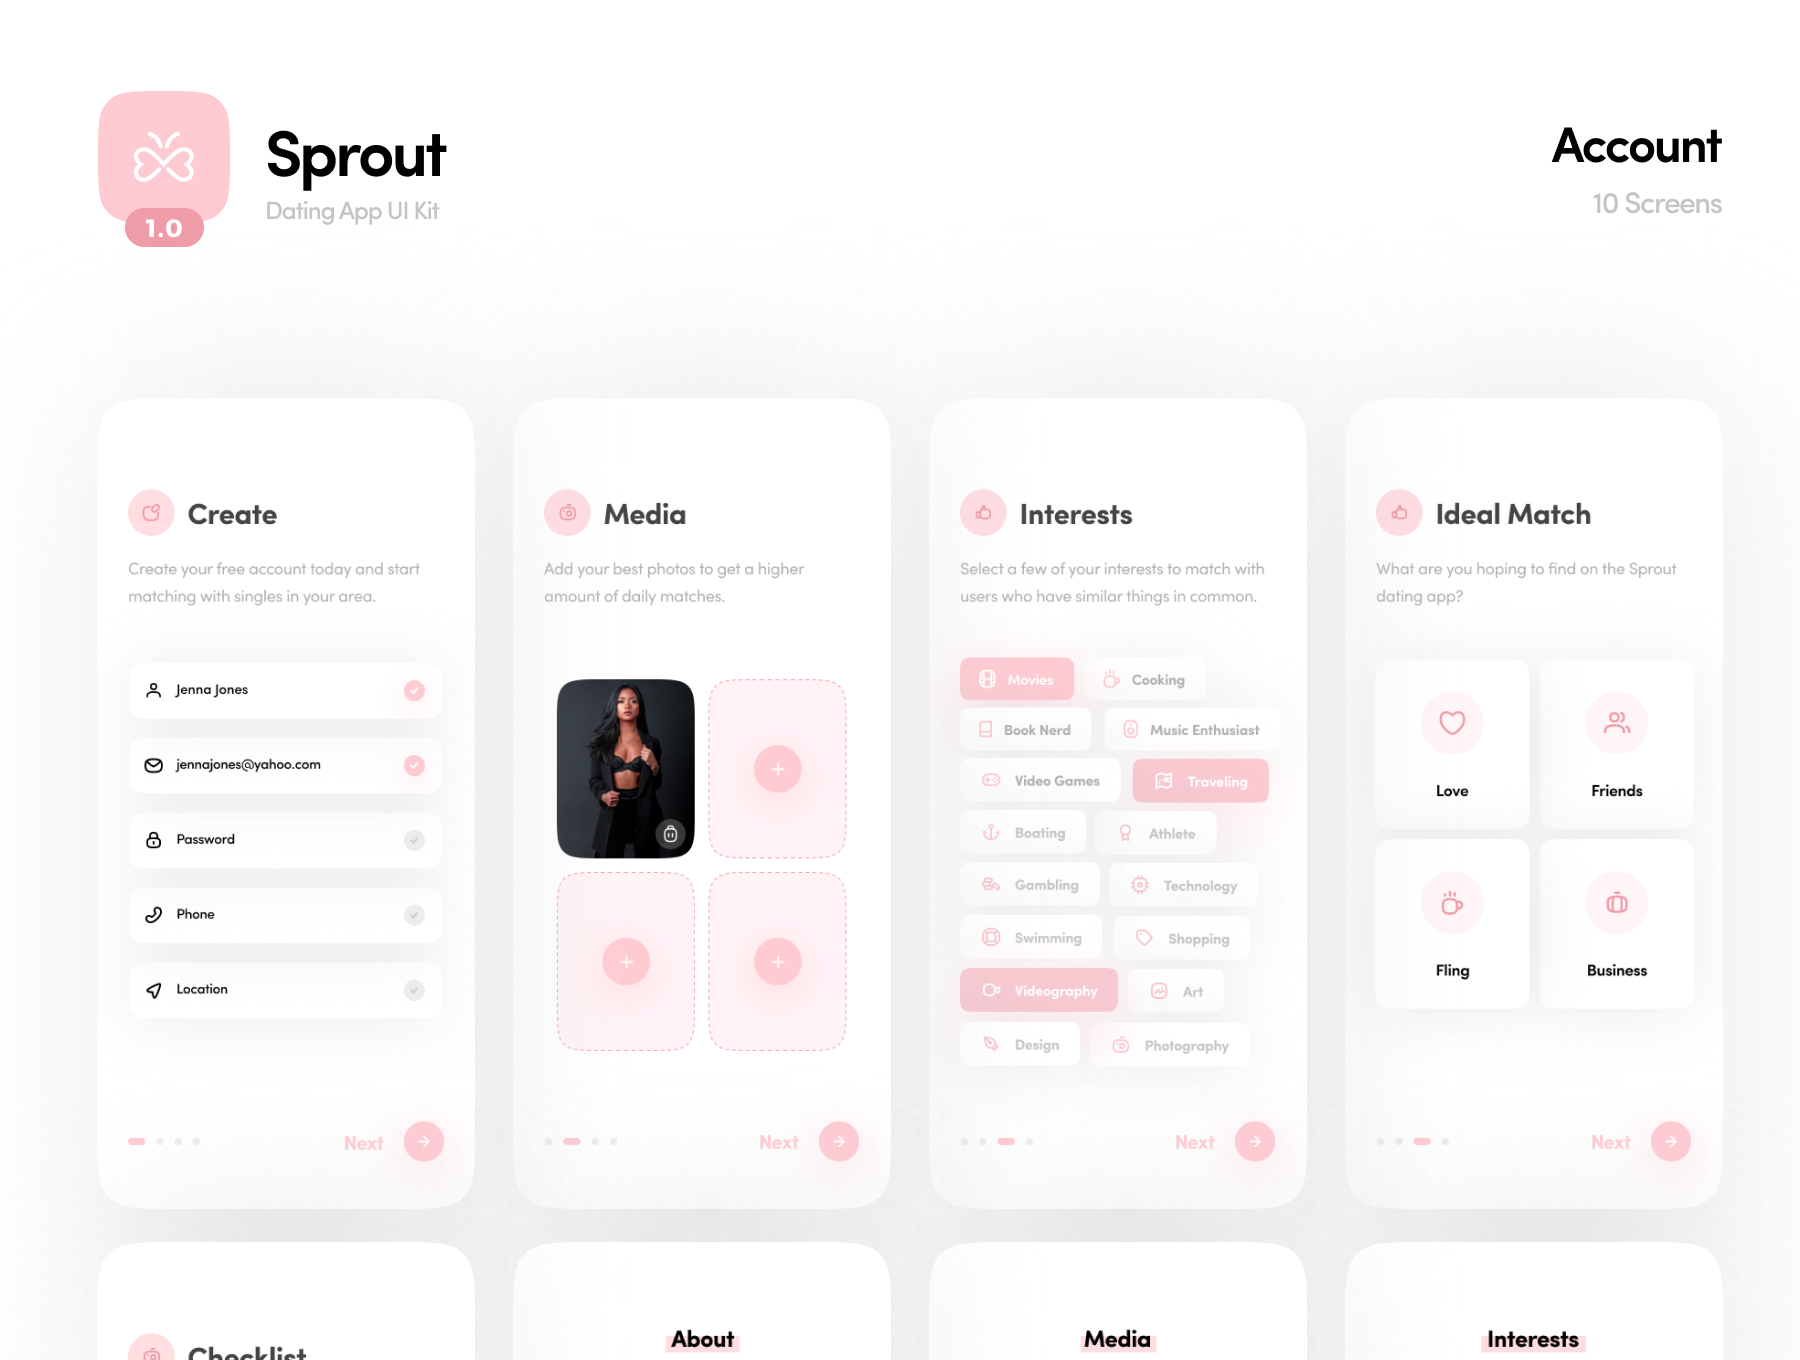 Sprout
Dating App UI Kit
1.0
Account
10 Screens
Create
Create your free account today and start
matching with singles in your area.
Jenna Jones
jennajones@yahoo.com
Password
Phone
Location
Next
Media
Add your best photos to get a higher
amount of daily matches.
Next
Interests
Select a few of your interests to match with
users who have similar things in common.
Movies
Cooking
Book Nerd
Music Enthusiast
Video Games
Traveling
Boating
Athlete
Gambling
Technology
Swimming
Shopping
Videography
Art
Design
Photography
Next
Ideal Match
What are you hoping to find on the Sprout
dating app?
Love
Friends
Fling
Business
Next
Checklist
About
Media
Interests